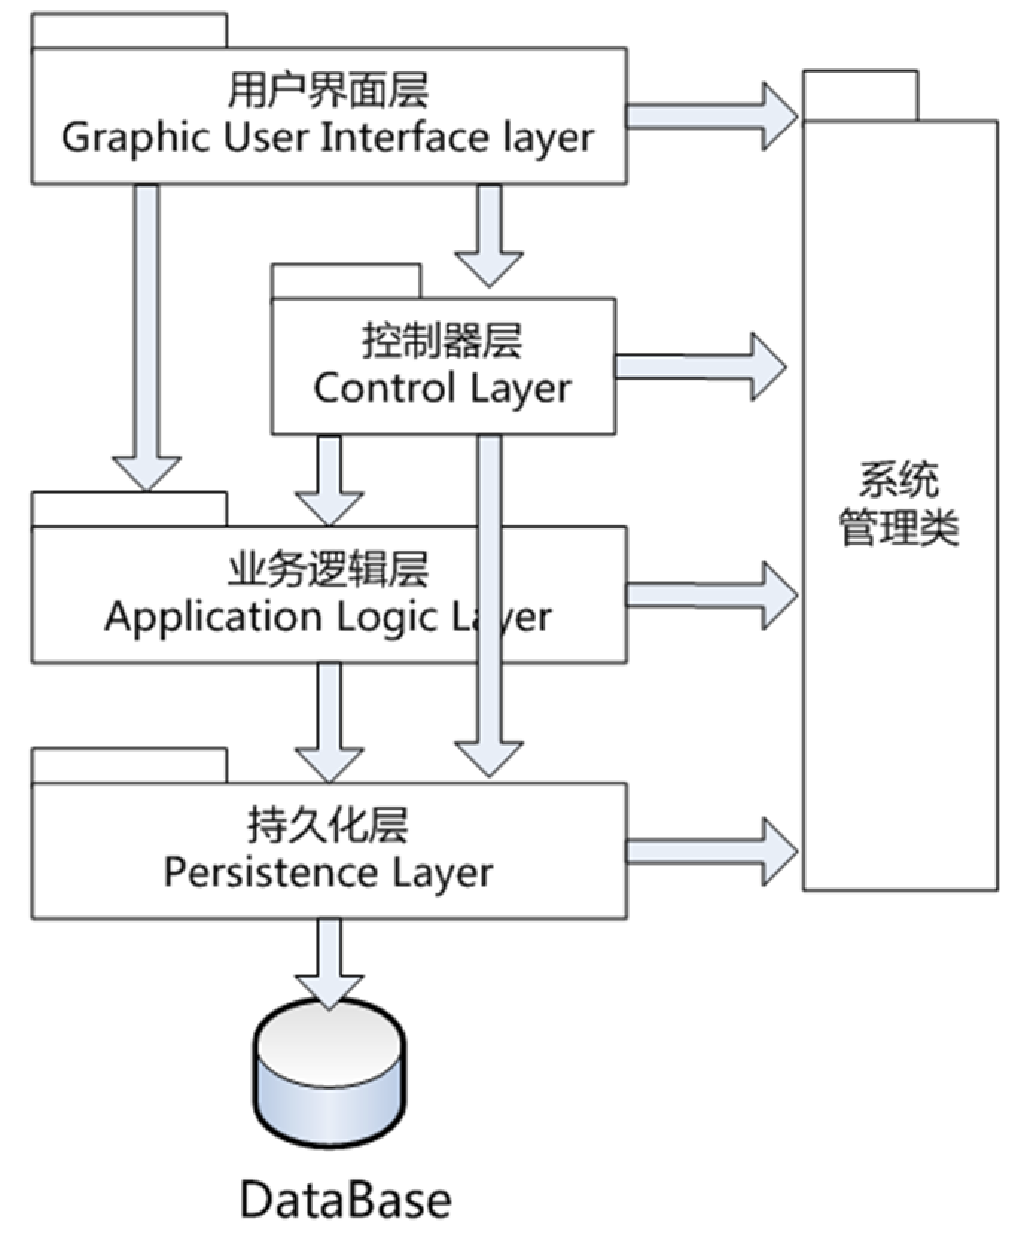 用户界面层
Graphic User Interface layer
控制器层
Control Layer
系统
管理类
业务逻辑层
Application Logic Layer
持久化层
Persistence Layer
DataBase